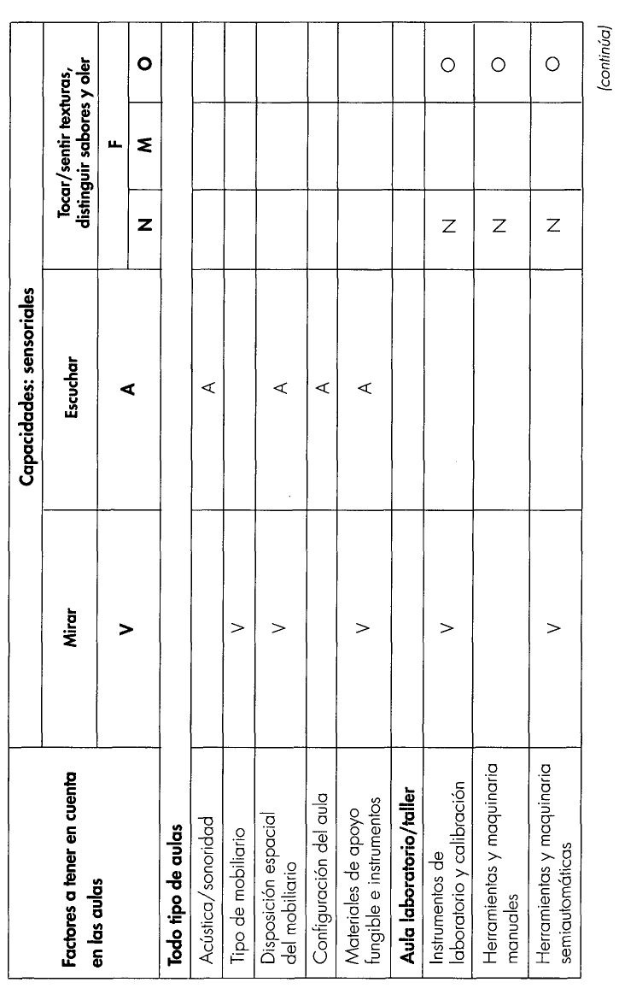 Capacidades: sensoriales
Factores a tener en cuenta
en las aulas
Mirar
Escuchar
Tocar/sentir texturas,
distinguir sabores y oler
V
A
F
N M O
Todo tipo de aulas
Acústica/sonoridad A
Tipo de mobiliario V
Disposición espacial
del mobiliario V A
Configuración del aula A
Materiales de apoyo
fungible e instrumentos V A
Aula laboratorio/taller
Instrumentos de
laboratorio y calibración V N O
Herramientas y maquinaria
manuales N O
Herramientas y maquinaria
semiautomáticas V N O
(continúa)